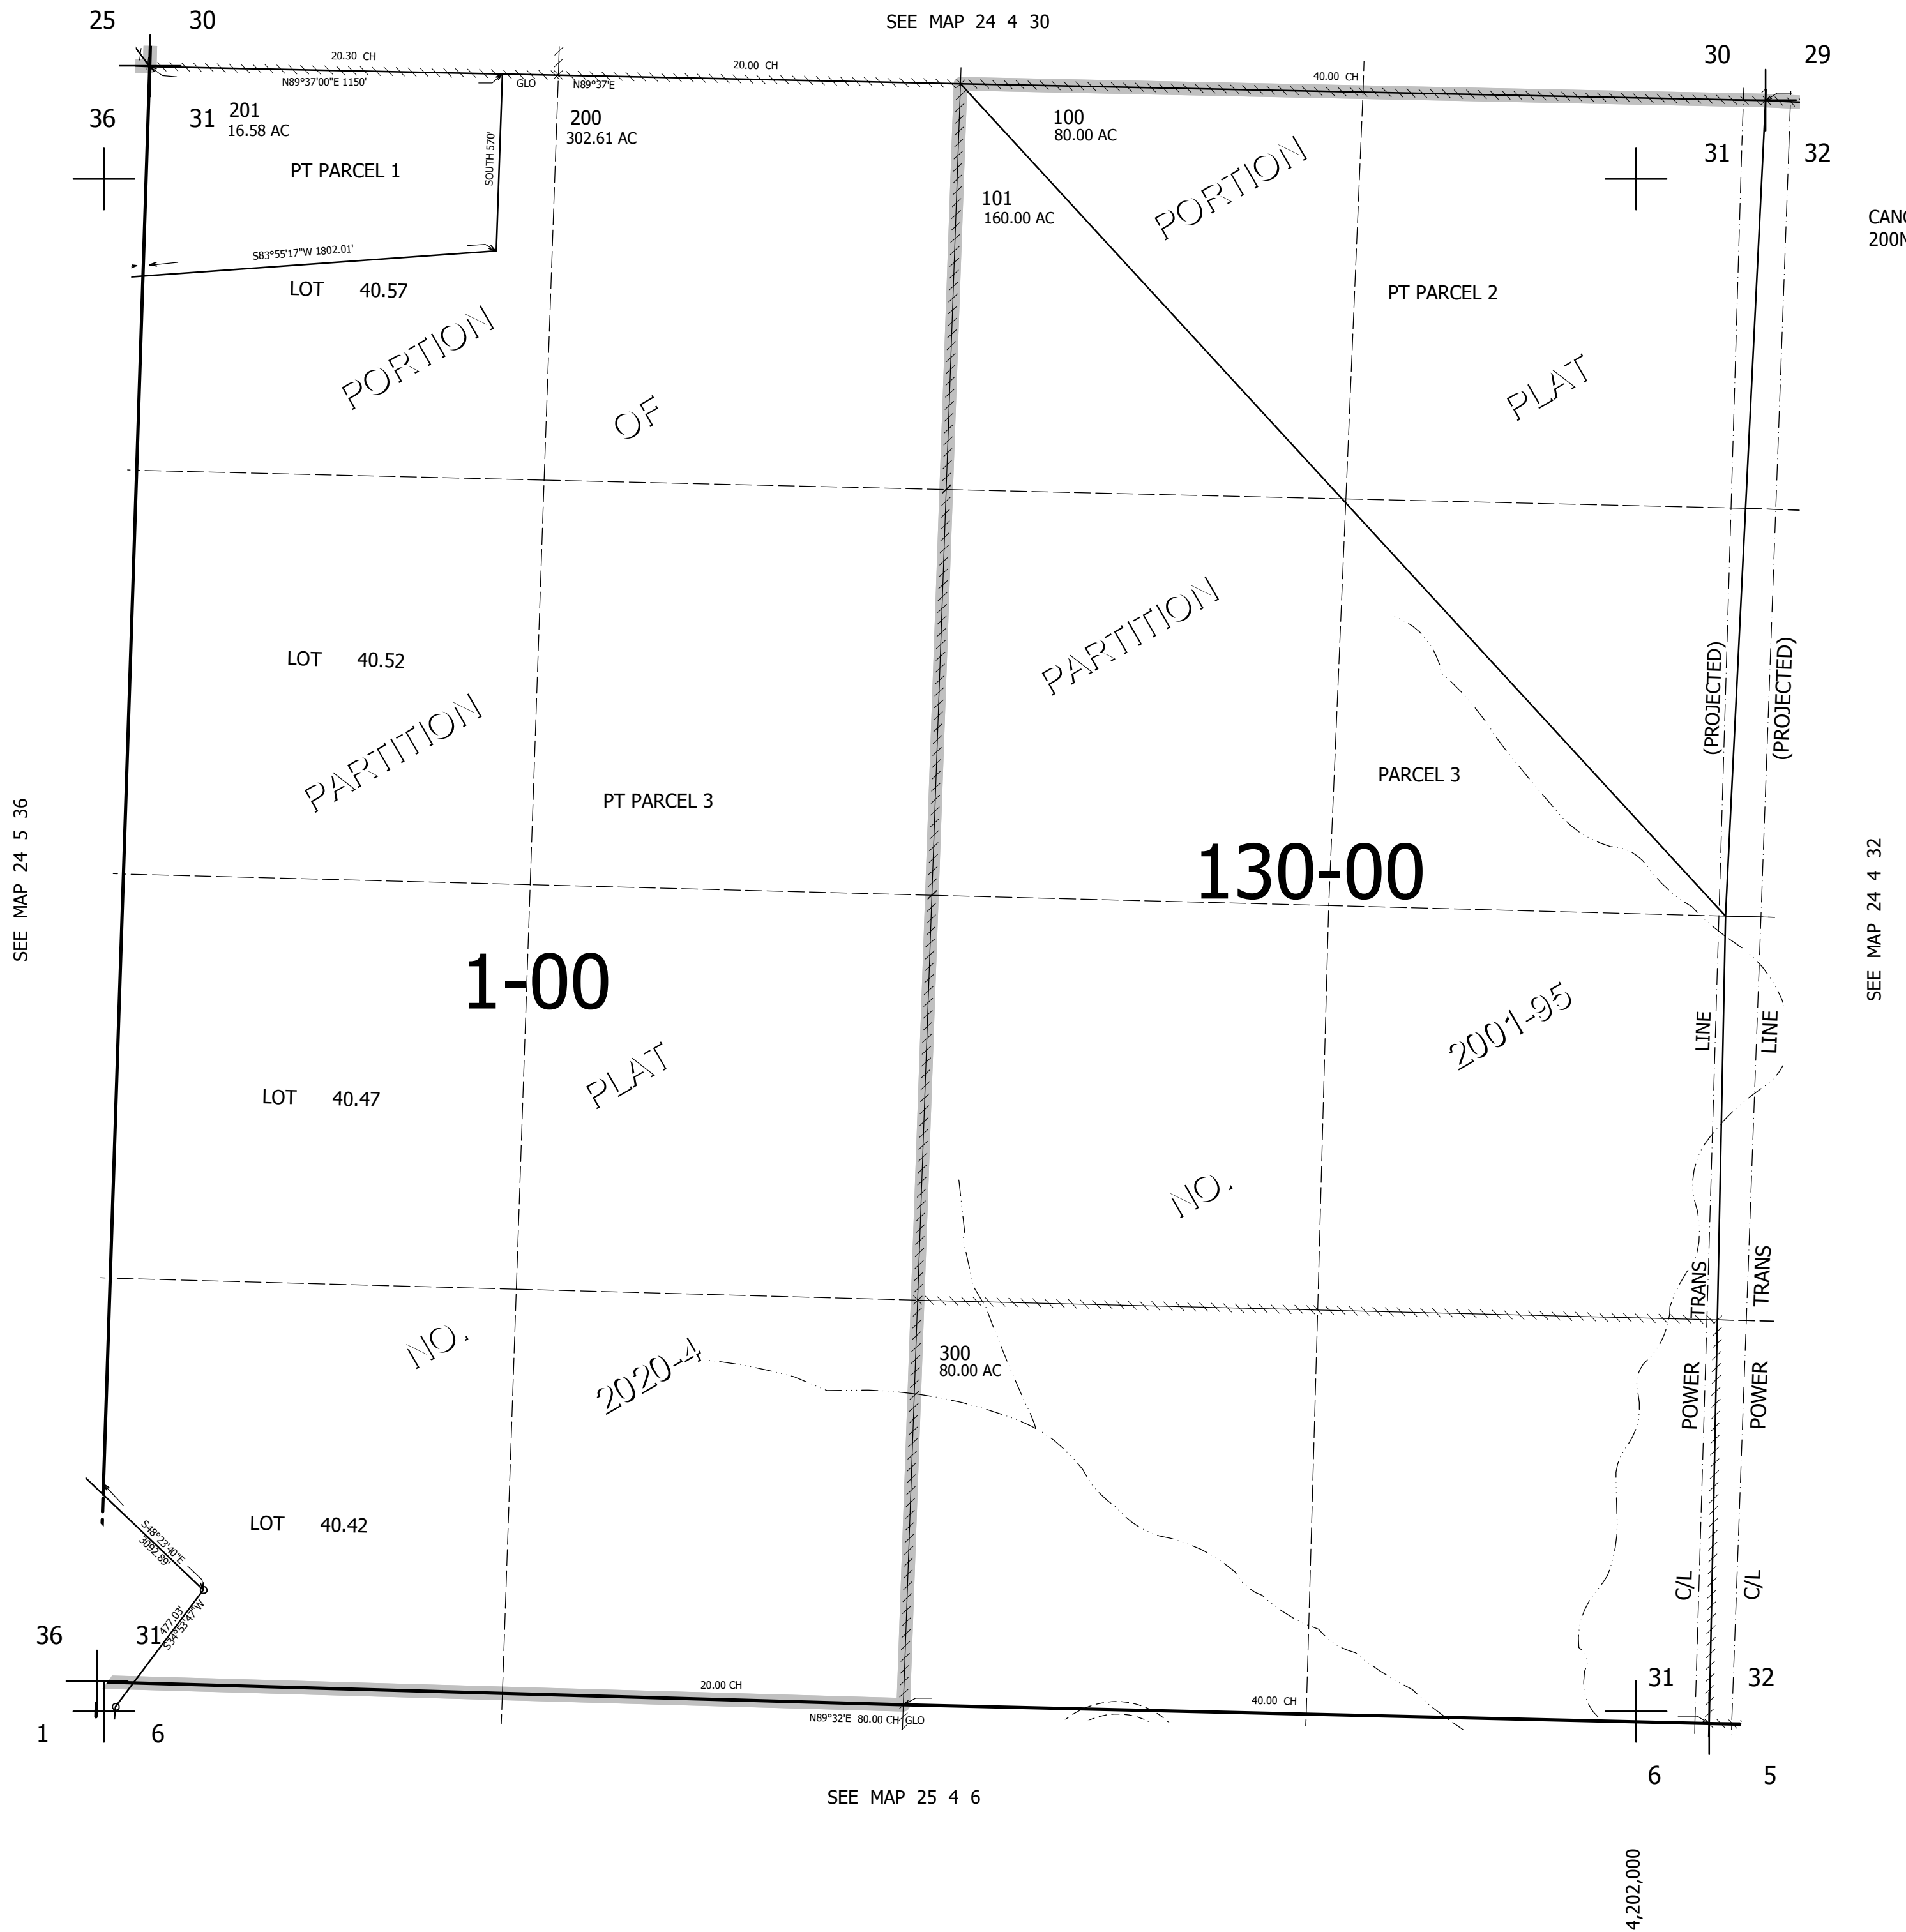 25 30
SEE MAP 24 4 30
30 29
20.30 CH
20.00 CH
40.00 CH
N89°37'00"E 1150'
GLO
N89°37'E
36 31
201
16.58 AC
200
302.61 AC
100
80.00 AC
31 32
PT PARCEL 1
SOUTH 570'
PORTION
101
160.00 AC
S83°55'17"W 1802.01'
LOT 40.57
PT PARCEL 2
PORTION
OF
PLAT
PARTITION
LOT 40.52
(PROJECTED)
(PROJECTED)
PARTITION
PT PARCEL 3
PARCEL 3
SEE MAP 24 5 36
130-00
SEE MAP 24 4 32
1-00
2001-95
LINE
LINE
LOT 40.47
PLAT
NO.
TRANS
TRANS
NO.
2020-4
300
80.00 AC
POWER
POWER
LOT 40.42
S48°23'40"E
3092.89'
C/L
C/L
477.03'
S34°53'47"W
36 31
20.00 CH
40.00 CH
31 32
N89°32'E 80.00 CH GLO
1 6
6 5
SEE MAP 25 4 6
4,202,000